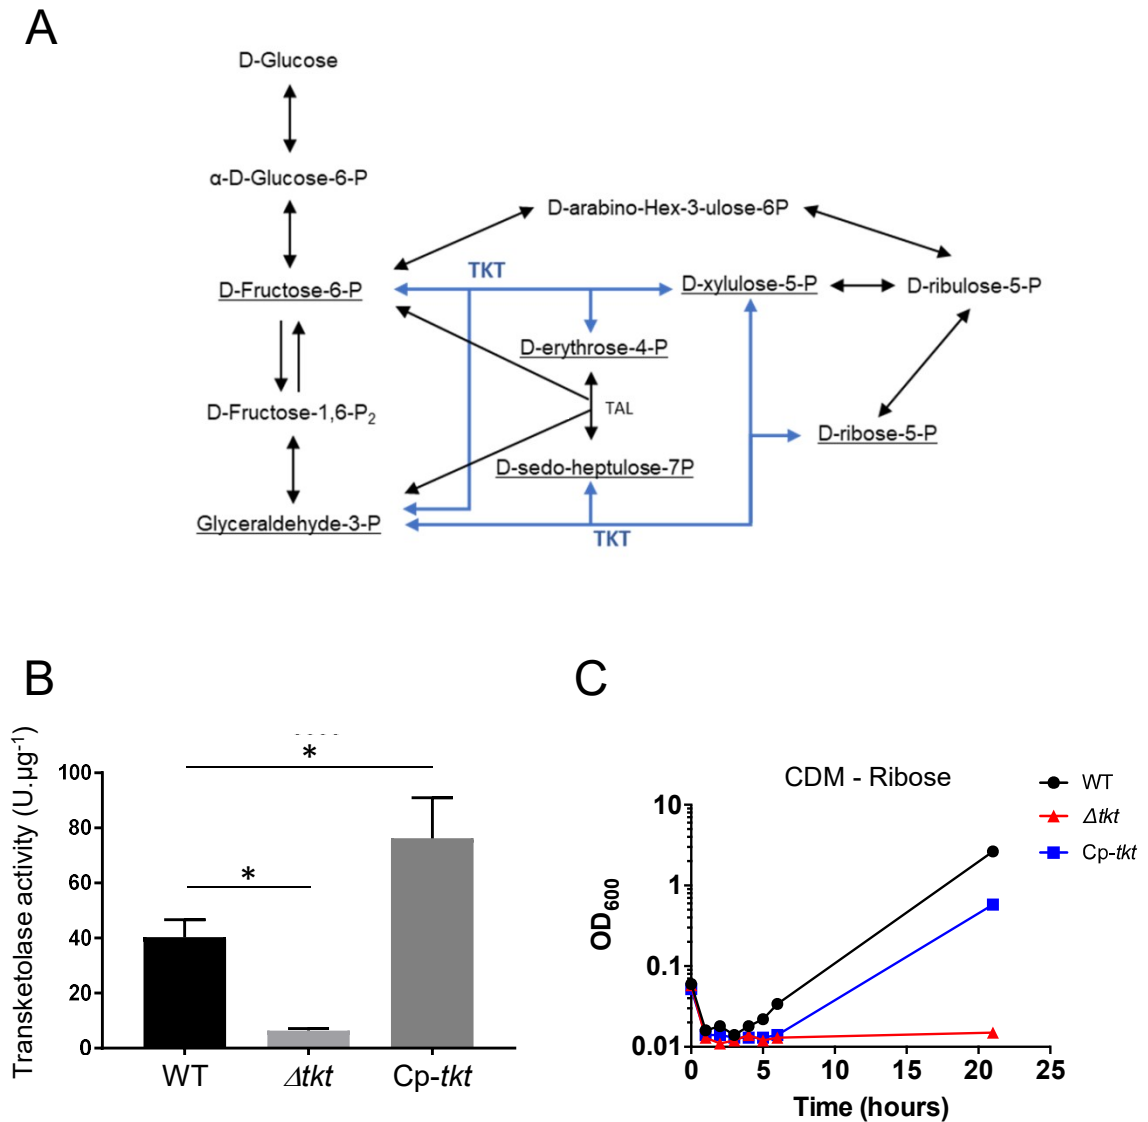 A
D-Glucose
α-D-Glucose-6-P
D-arabino-Hex-3-ulose-6P
TKT
D-Fructose-6-P
D-xylulose-5-P
D-ribulose-5-P
D-erythrose-4-P
TAL
D-Fructose-1,6-P₂
D-ribose-5-P
D-sedo-heptulose-7P
Glyceraldehyde-3-P
TKT
B
Transketolase activity (U.µg⁻¹)
100
80
60
40
20
0
*
*
WT
Δtkt
Cp-tkt
C
CDM - Ribose
WT
Δtkt
Cp-tkt
OD₆₀₀
10
1
0.1
0.01
0 5 10 15 20 25
Time (hours)